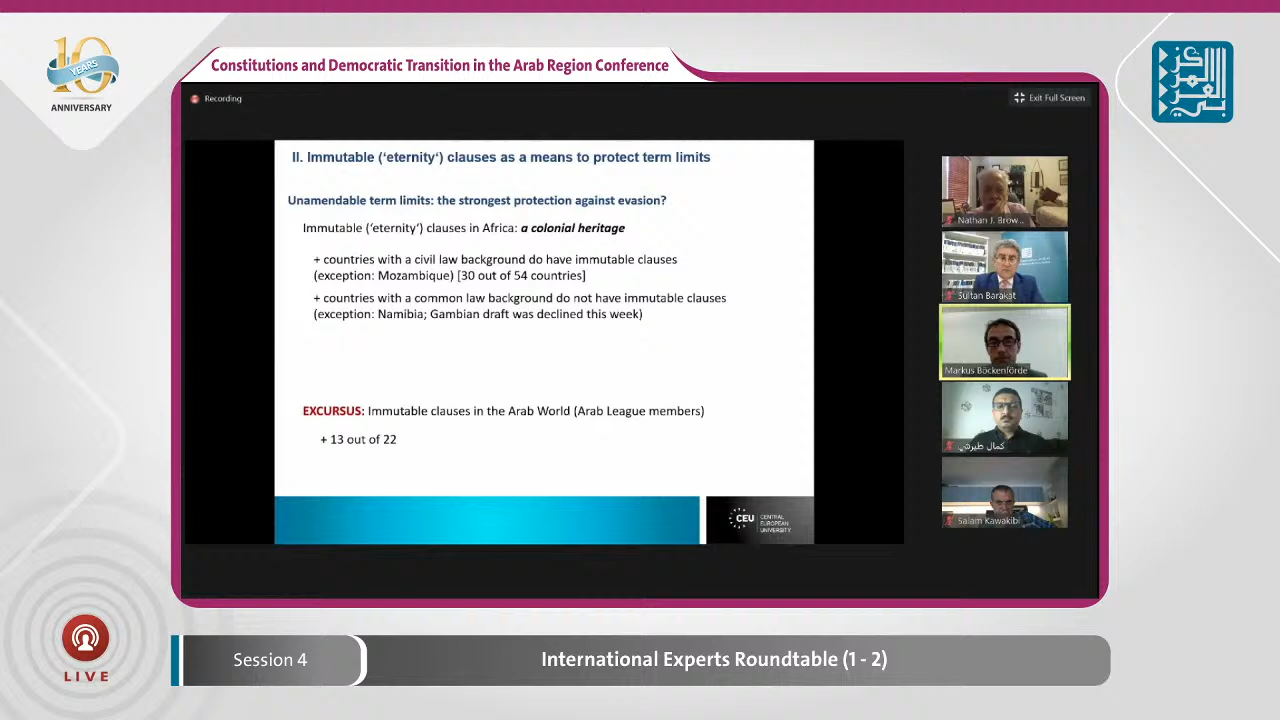 10
YEARS
ANNIVERSARY
Constitutions and Democratic Transition in the Arab Region Conference
المركز العربي
Recording
Exit Full Screen
II. Immutable (‘eternity‘) clauses as a means to protect term limits
Unamendable term limits: the strongest protection against evasion?
Immutable (‘eternity‘) clauses in Africa: a colonial heritage
+ countries with a civil law background do have immutable clauses
(exception: Mozambique) [30 out of 54 countries]
+ countries with a common law background do not have immutable clauses
(exception: Namibia; Gambian draft was declined this week)
EXCURSUS: Immutable clauses in the Arab World (Arab League members)
+ 13 out of 22
CEU
CENTRAL
EUROPEAN
UNIVERSITY
Nathan J. Brow...
Sultan Barakat
Markus Böckenförde
كمال طيرشي
Salam Kawakibi
LIVE
Session 4
International Experts Roundtable (1 - 2)